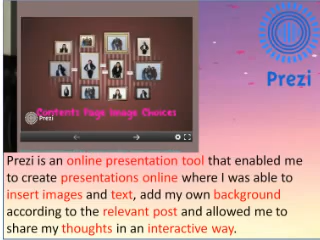 Prezi
Contents Page Image Choices
Prezi
Prezi is an online presentation tool that enabled me
to create presentations online where I was able to
insert images and text, add my own background
according to the relevant post and allowed me to
share my thoughts in an interactive way.